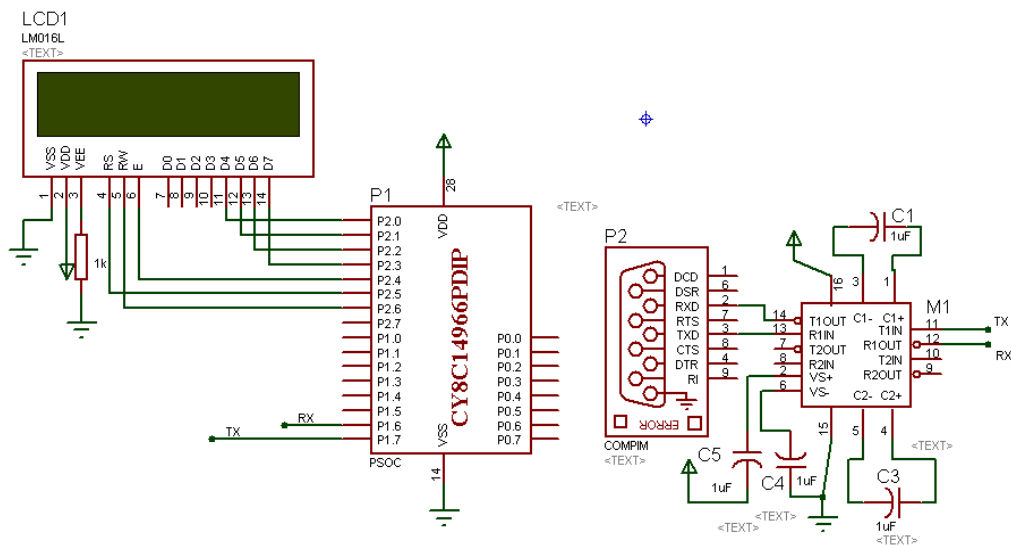 LCD1
LM016L
<TEXT>
VSS VDD VEE RS RW E D0 D1 D2 D3 D4 D5 D6 D7
1 2 3 4 5 6 7 8 9 10 11 12 13 14
1k
P1
28
VDD
<TEXT>
P2.0
P2.1
P2.2
P2.3
P2.4
P2.5
P2.6
P2.7
P1.0 P0.0
P1.1 P0.1
P1.2 P0.2
P1.3 P0.3
P1.4 P0.4
P1.5 P0.5
P1.6 P0.6
P1.7 P0.7
CY8C14966PDIP
VSS
PSOC
14
RX
TX
P2
DCD 1
DSR 6
RXD 2
RTS 7
TXD 3
CTS 8
DTR 4
RI 9
ERROR
COMPIM
<TEXT>
C1
1uF
16 3 1
M1
C1- C1+
14 T1OUT T1IN 11 TX
13 R1IN R1OUT 12 RX
7 T2OUT T2IN 10
8 R2IN R2OUT 9
2 VS+
6 VS-
C2- C2+
15 5 4
<TEXT>
C5
1uF
<TEXT>
C4
1uF
<TEXT>
C3
1uF
<TEXT>